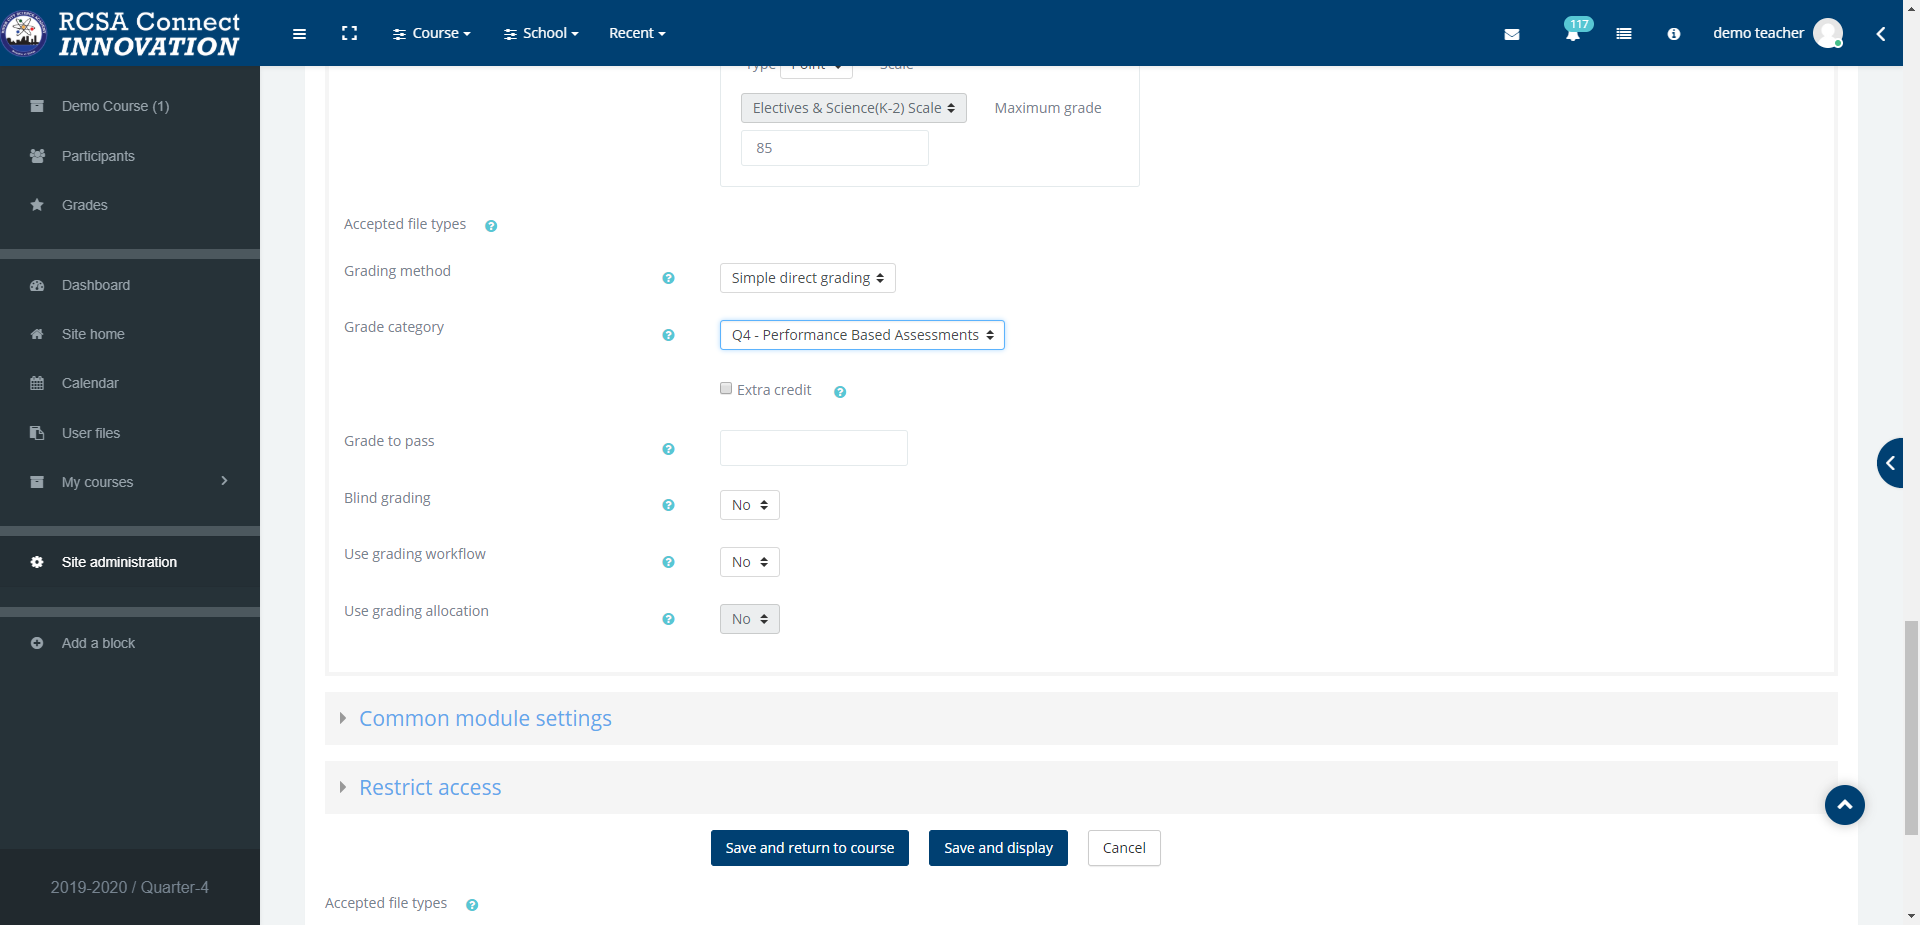 RCSA Connect
INNOVATION
Course
School
Recent
117
demo teacher
Demo Course (1)
Participants
Grades
Dashboard
Site home
Calendar
User files
My courses
Site administration
Add a block
2019-2020 / Quarter-4
Type Point Scale
Electives & Science(K-2) Scale Maximum grade
85
Accepted file types
Grading method
Simple direct grading
Grade category
Q4 - Performance Based Assessments
Extra credit
Grade to pass
Blind grading
No
Use grading workflow
No
Use grading allocation
No
Common module settings
Restrict access
Save and return to course Save and display Cancel
Accepted file types